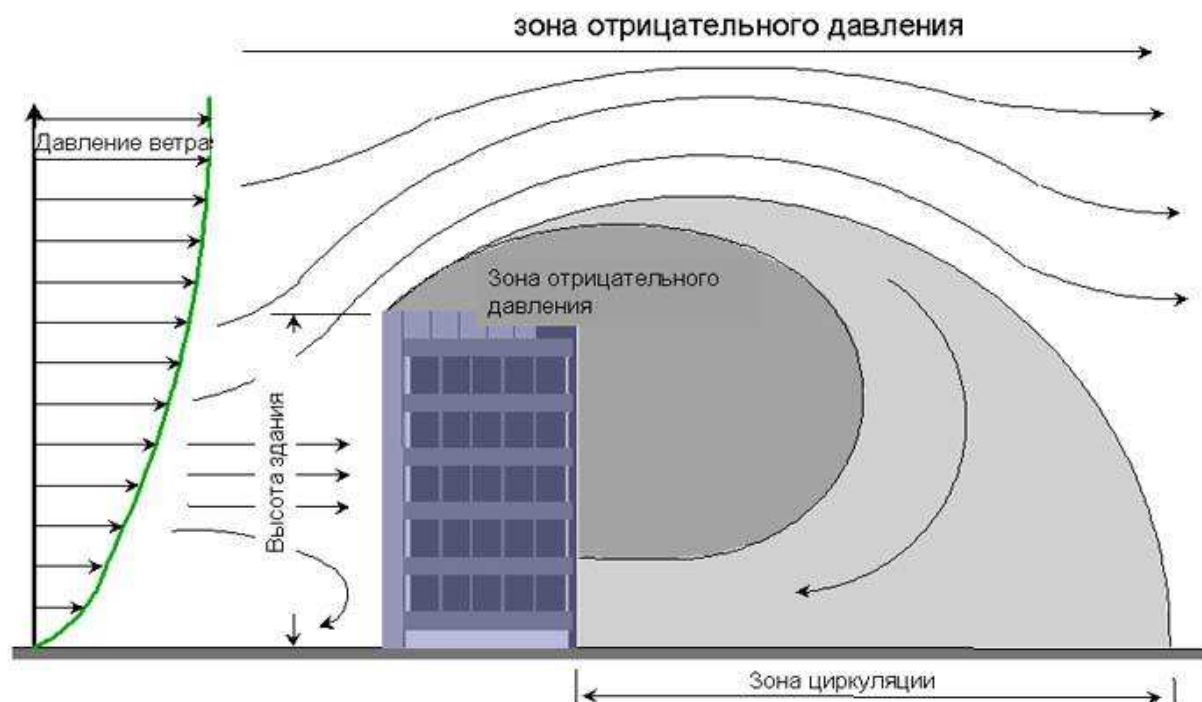 зона отрицательного давления
Давление ветра
Зона отрицательного
давления
Высота здания
Зона циркуляции